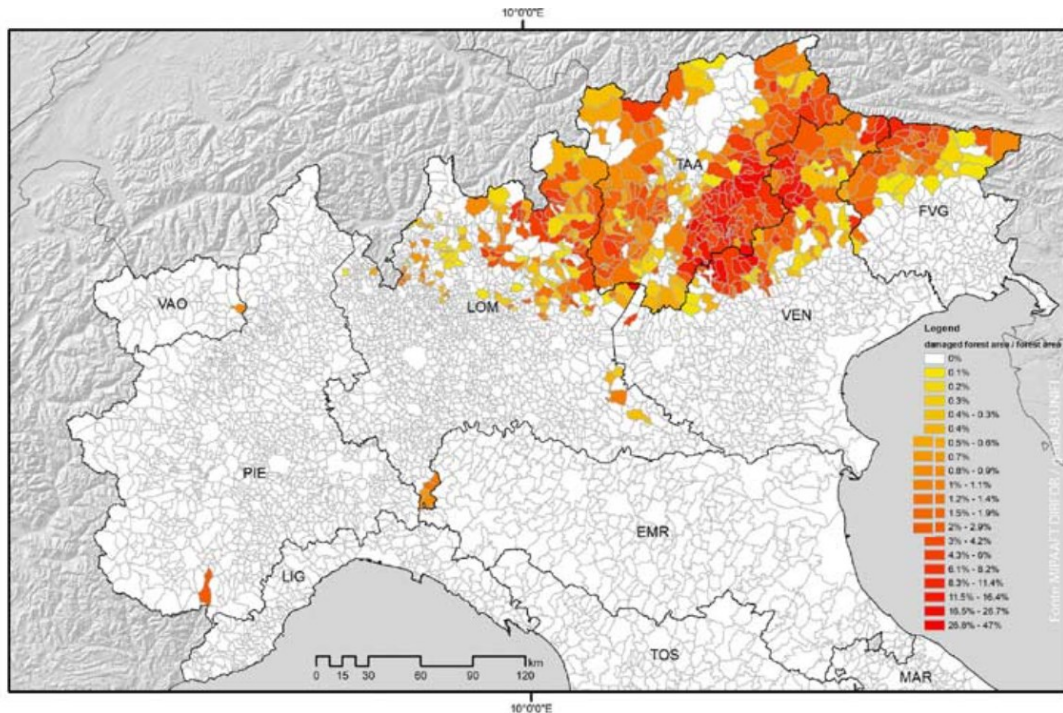 10°0'0"E
TAA
FVG
VAO
LOM
VEN
Legend
damaged forest area / forest area
0%
0.1%
0.2%
0.3%
0.4% - 0.3%
0.4%
0.5% - 0.6%
0.7%
0.8% - 0.9%
1% - 1.1%
1.2% - 1.4%
1.5% - 1.9%
2% - 2.9%
3% - 4.2%
4.3% - 6%
6.1% - 8.2%
8.3% - 11.4%
11.5% - 16.4%
16.5% - 26.7%
26.8% - 47%
PIE
EMR
LIG
TOS
MAR
km
0 15 30 60 90 120
10°0'0"E